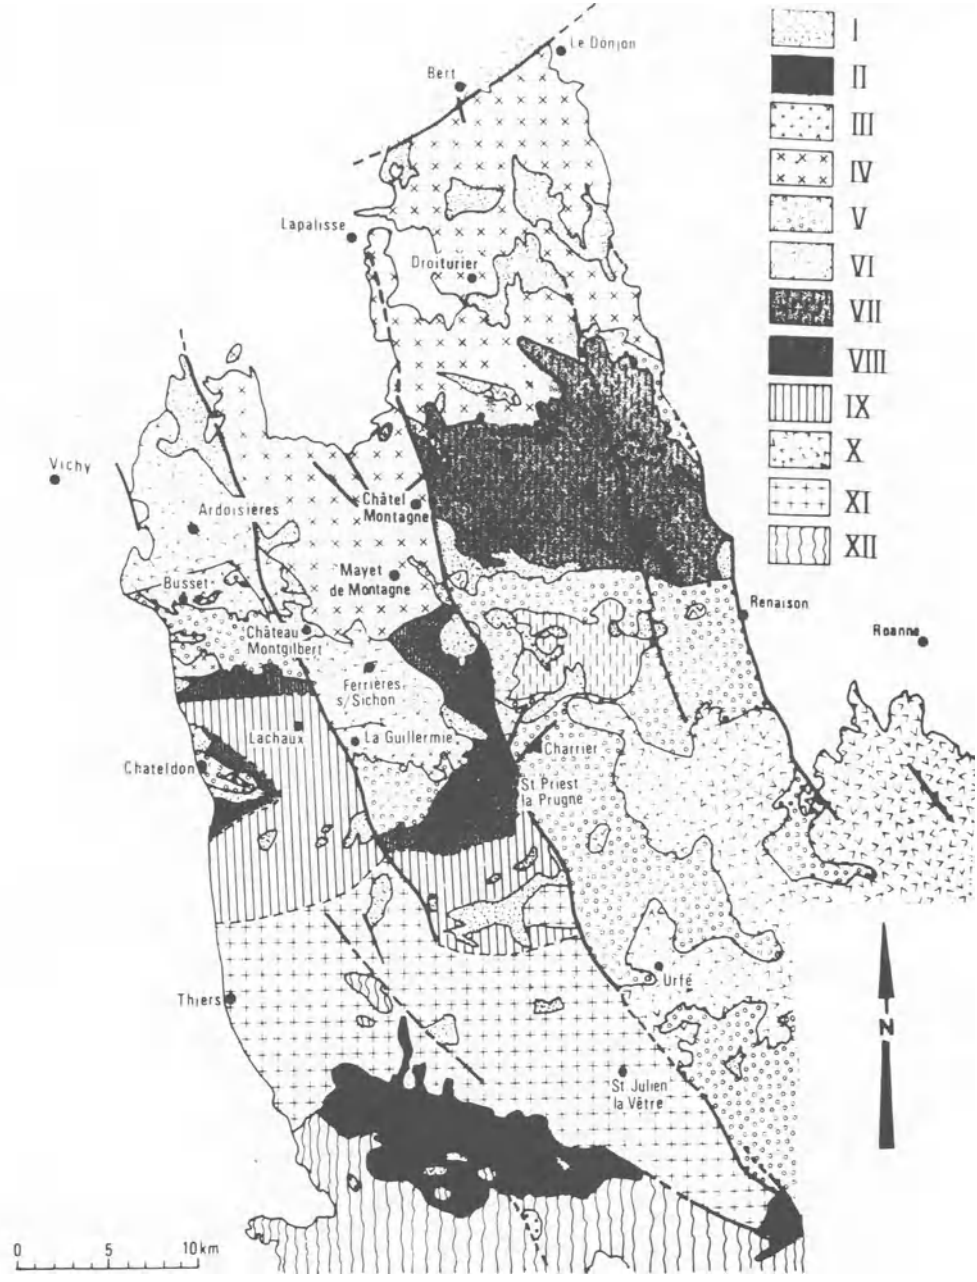 Le Donjon
Bert
Lapalisse
Droiturier
Vichy
Ardoisières
Châtel
Montagne
Busset
Mayet
de Montagne
Château
Montgilbert
Ferrières
s/Sichon
Lachaux
La Guillermie
Chateldon
Charrier
St Priest
la Prugne
Renaison
Roanne
Urfé
Thiers
St Julien
la Vêtre
I
II
III
IV
V
VI
VII
VIII
IX
X
XI
XII
N
0 5 10 km